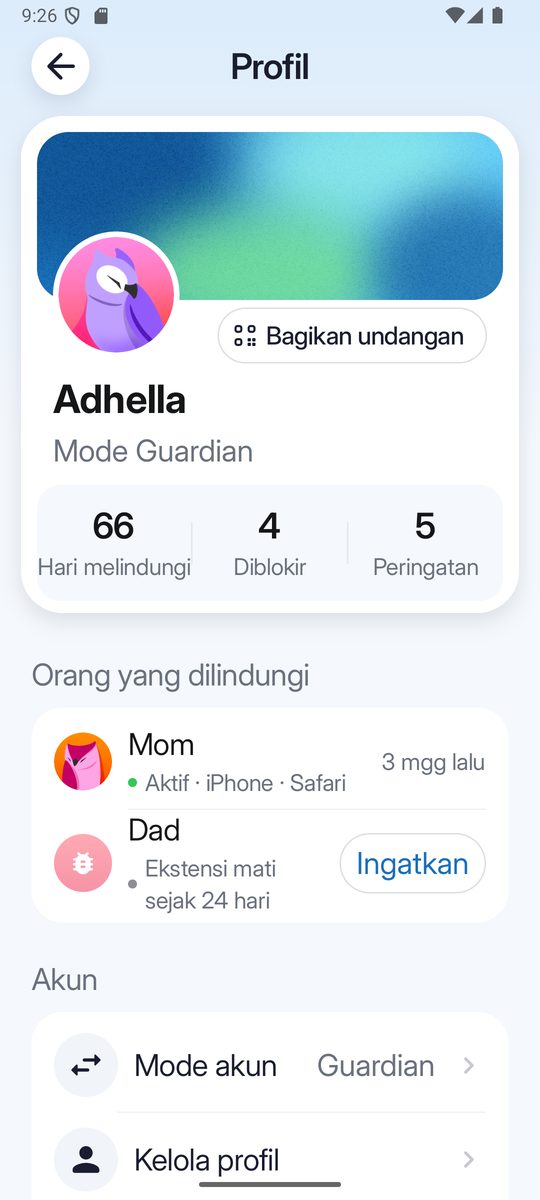 9:26
Profil
Bagikan undangan
Adhella
Mode Guardian
66
Hari melindungi
4
Diblokir
5
Peringatan
Orang yang dilindungi
Mom
Aktif · iPhone · Safari
3 mgg lalu
Dad
Ekstensi mati
sejak 24 hari
Ingatkan
Akun
Mode akun
Guardian
Kelola profil